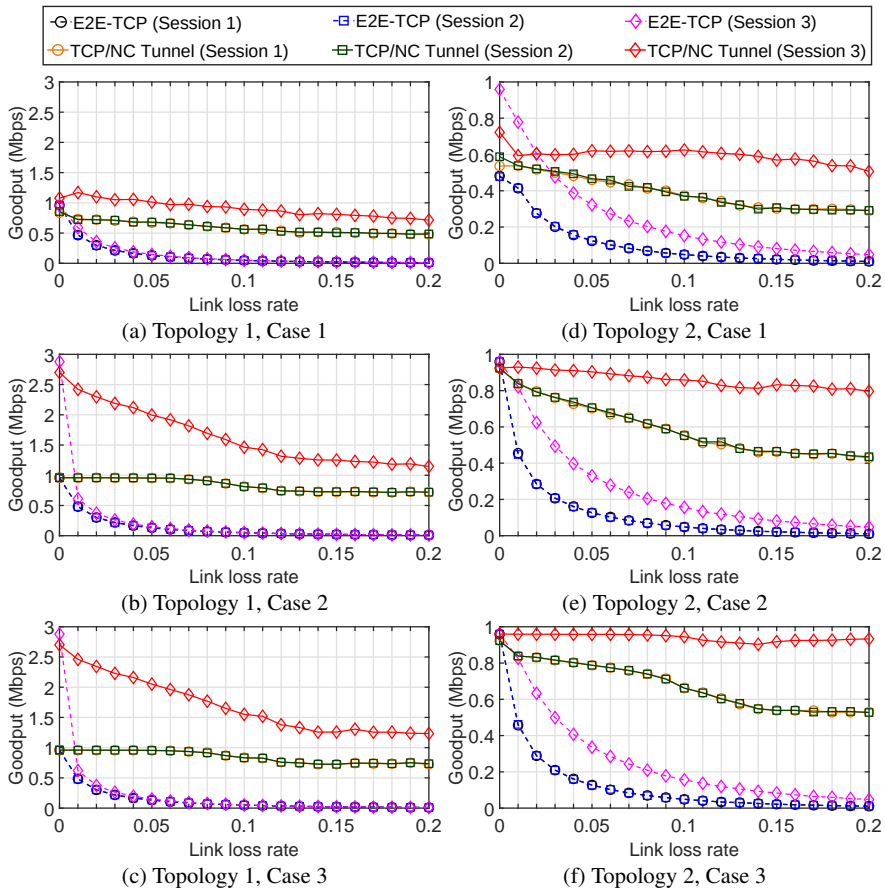 E2E-TCP (Session 1) E2E-TCP (Session 2) E2E-TCP (Session 3)
TCP/NC Tunnel (Session 1) TCP/NC Tunnel (Session 2) TCP/NC Tunnel (Session 3)
Goodput (Mbps)
3
2.5
2
1.5
1
0.5
0
0 0.05 0.1 0.15 0.2
Link loss rate
(a) Topology 1, Case 1
Goodput (Mbps)
1
0.8
0.6
0.4
0.2
0
0 0.05 0.1 0.15 0.2
Link loss rate
(d) Topology 2, Case 1
Goodput (Mbps)
3
2.5
2
1.5
1
0.5
0
0 0.05 0.1 0.15 0.2
Link loss rate
(b) Topology 1, Case 2
Goodput (Mbps)
1
0.8
0.6
0.4
0.2
0
0 0.05 0.1 0.15 0.2
Link loss rate
(e) Topology 2, Case 2
Goodput (Mbps)
3
2.5
2
1.5
1
0.5
0
0 0.05 0.1 0.15 0.2
Link loss rate
(c) Topology 1, Case 3
Goodput (Mbps)
1
0.8
0.6
0.4
0.2
0
0 0.05 0.1 0.15 0.2
Link loss rate
(f) Topology 2, Case 3